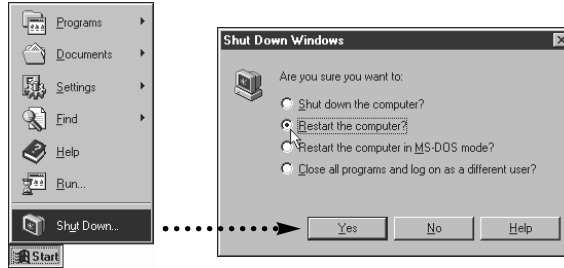 Programs
Documents
Settings
Find
Help
Run...
Shut Down...
Start
Shut Down Windows
Are you sure you want to:
Shut down the computer?
Restart the computer?
Restart the computer in MS-DOS mode?
Close all programs and log on as a different user?
Yes
No
Help